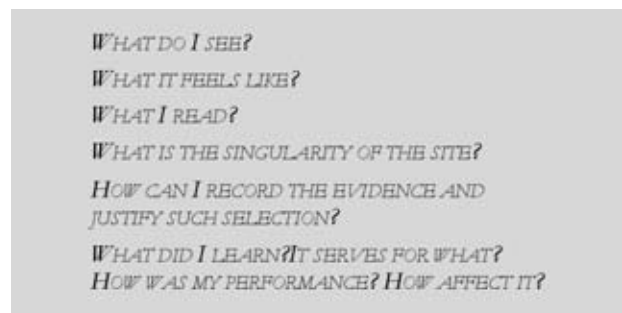 What do I see?
What it feels like?
What I read?
What is the singularity of the site?
How can I record the evidence and
justify such selection?
What did I learn?It serves for what?
How was my performance? How affect it?